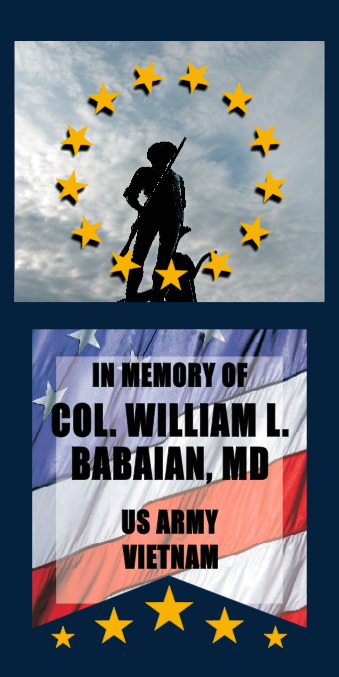 IN MEMORY OF
COL. WILLIAM L.
BABAIAN, MD
US ARMY
VIETNAM